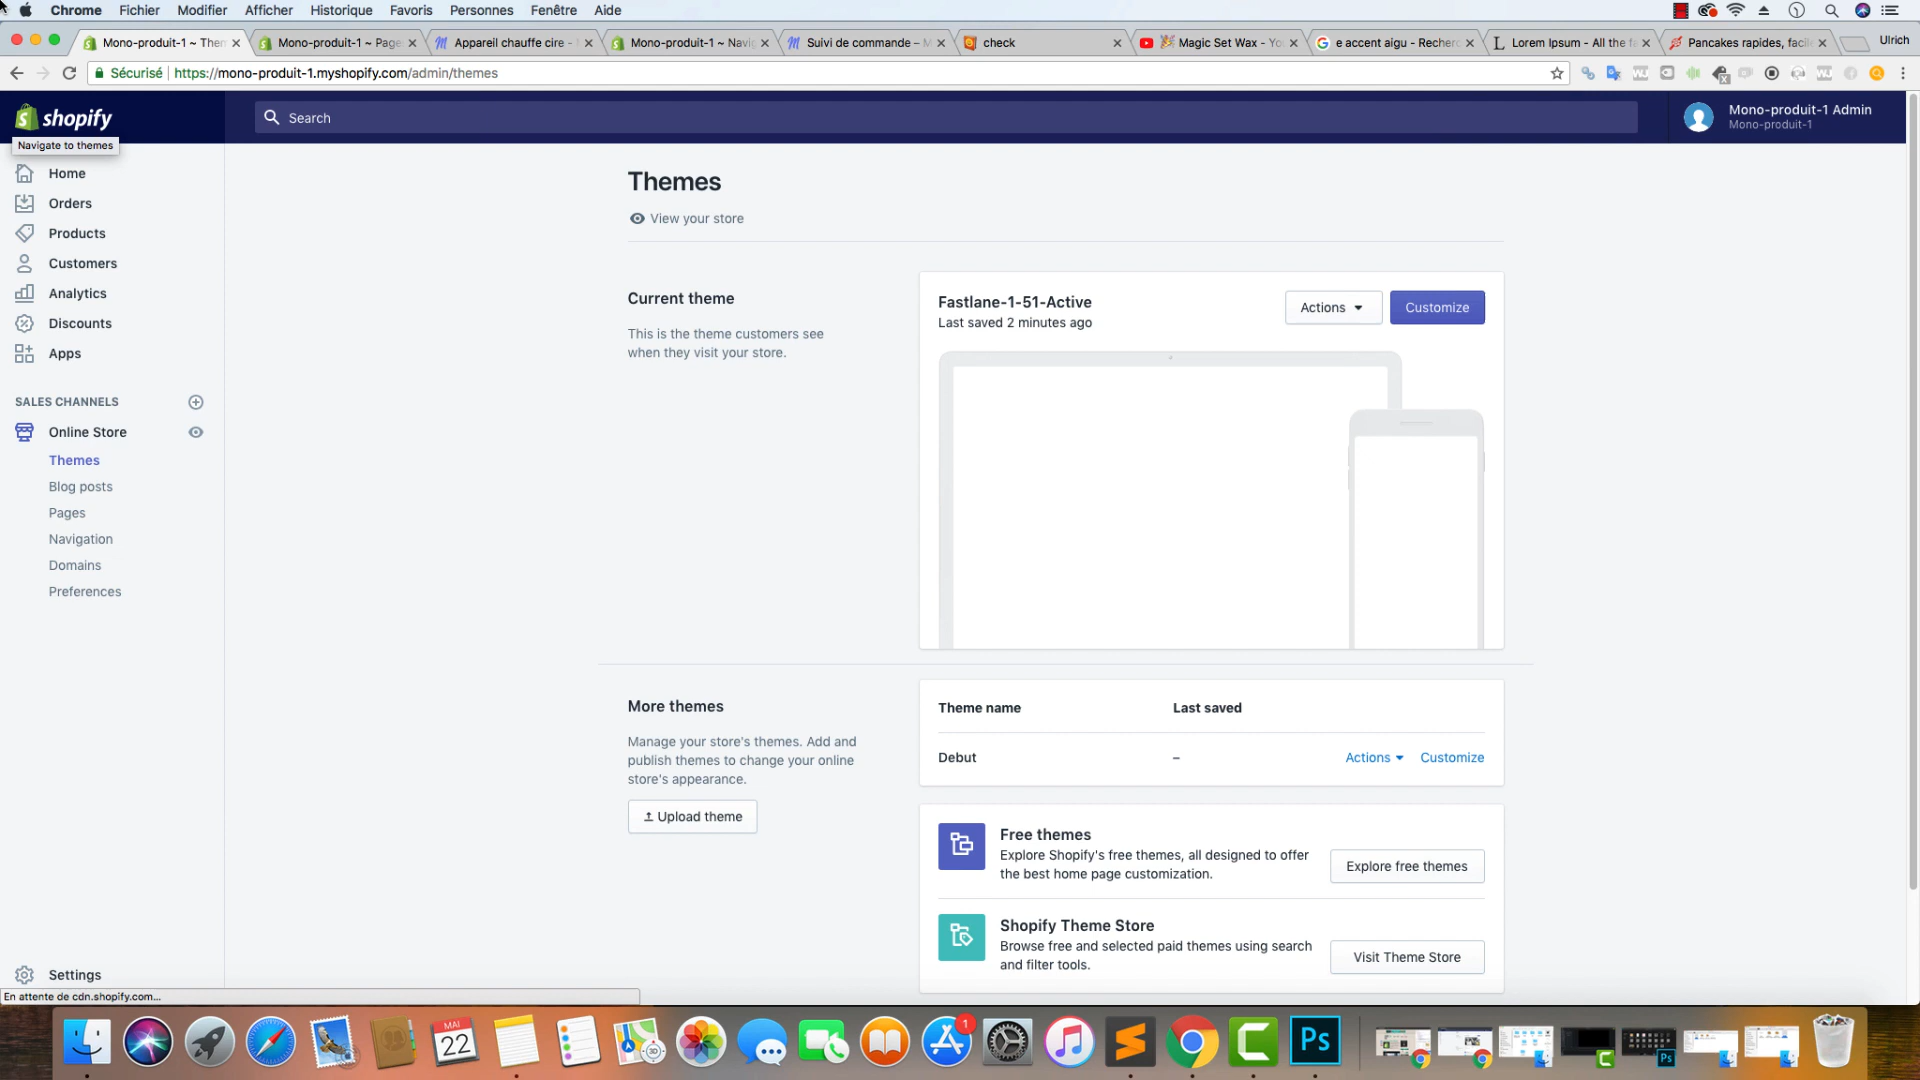 Chrome Fichier Modifier Afficher Historique Favoris Personnes Fenêtre Aide
Mono-produit-1 ~ Then Mono-produit-1 ~ Page Appareil chauffe cire - Mono-produit-1 ~ Navig Suivi de commande – M check Magic Set Wax - Yo e accent aigu - Recher Lorem Ipsum - All the fa Pancakes rapides, facile Ulrich
Sécurisé https://mono-produit-1.myshopify.com/admin/themes
shopify
Search
Mono-produit-1 Admin
Mono-produit-1
Navigate to themes
Home
Orders
Products
Customers
Analytics
Discounts
Apps
SALES CHANNELS
Online Store
Themes
Blog posts
Pages
Navigation
Domains
Preferences
Settings
En attente de cdn.shopify.com...
Themes
View your store
Current theme
This is the theme customers see
when they visit your store.
Fastlane-1-51-Active
Last saved 2 minutes ago
Actions
Customize
More themes
Manage your store's themes. Add and
publish themes to change your online
store's appearance.
Upload theme
Theme name Last saved
Debut – Actions Customize
Free themes
Explore Shopify's free themes, all designed to offer
the best home page customization.
Explore free themes
Shopify Theme Store
Browse free and selected paid themes using search
and filter tools.
Visit Theme Store
MAI
22
3D
1
Ps